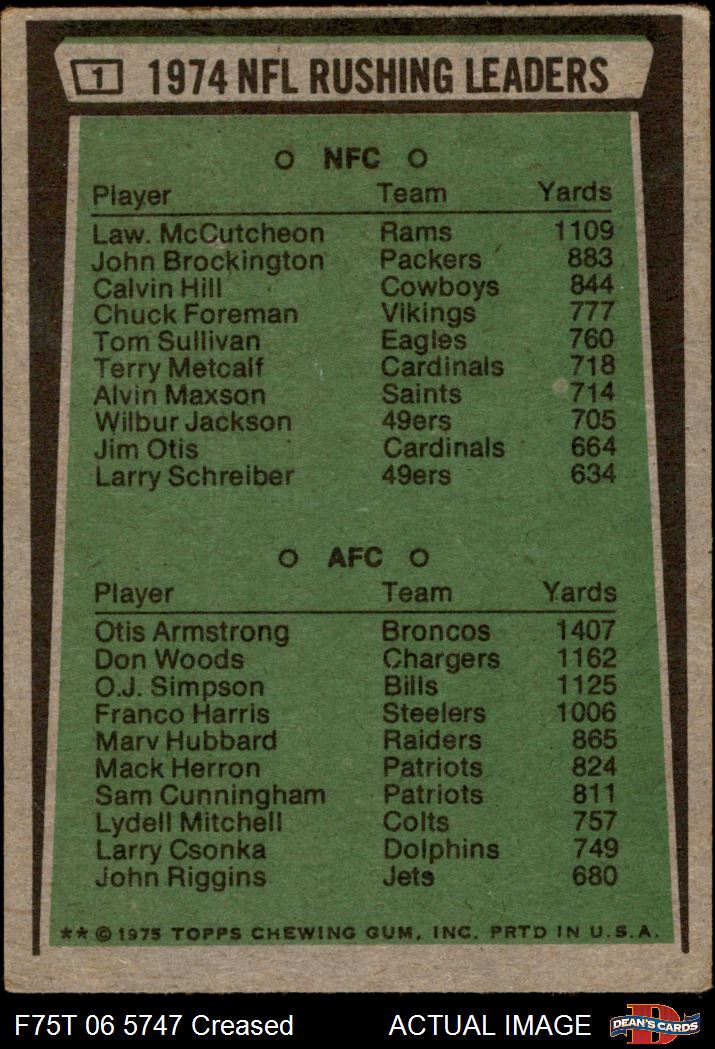 1 1974 NFL RUSHING LEADERS
NFC
Player Team Yards
Law. McCutcheon Rams 1109
John Brockington Packers 883
Calvin Hill Cowboys 844
Chuck Foreman Vikings 777
Tom Sullivan Eagles 760
Terry Metcalf Cardinals 718
Alvin Maxson Saints 714
Wilbur Jackson 49ers 705
Jim Otis Cardinals 664
Larry Schreiber 49ers 634
AFC
Player Team Yards
Otis Armstrong Broncos 1407
Don Woods Chargers 1162
O.J. Simpson Bills 1125
Franco Harris Steelers 1006
Marv Hubbard Raiders 865
Mack Herron Patriots 824
Sam Cunningham Patriots 811
Lydell Mitchell Colts 757
Larry Csonka Dolphins 749
John Riggins Jets 680
** © 1975 TOPPS CHEWING GUM, INC. PRTD IN U.S.A.
F75T 06 5747 Creased ACTUAL IMAGE DEAN'S CARDS